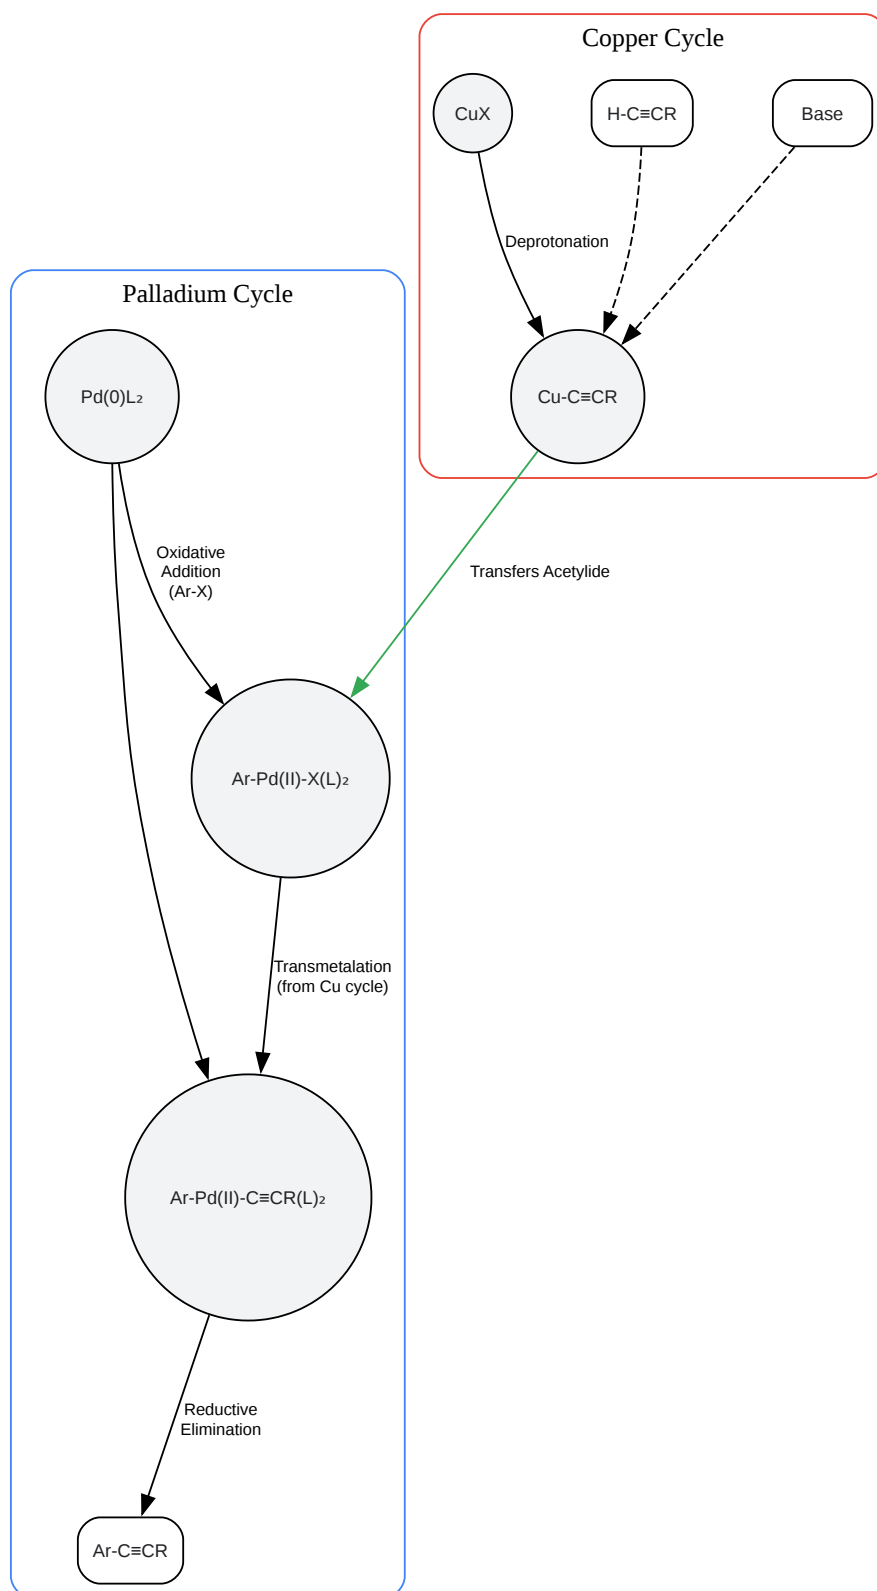 Copper Cycle
CuX
H-C≡CR
Base
Deprotonation
Palladium Cycle
Pd(0)L₂
Cu-C≡CR
Oxidative
Addition
(Ar-X)
Transfers Acetylide
Ar-Pd(II)-X(L)₂
Transmetalation
(from Cu cycle)
Ar-Pd(II)-C≡CR(L)₂
Reductive
Elimination
Ar-C≡CR